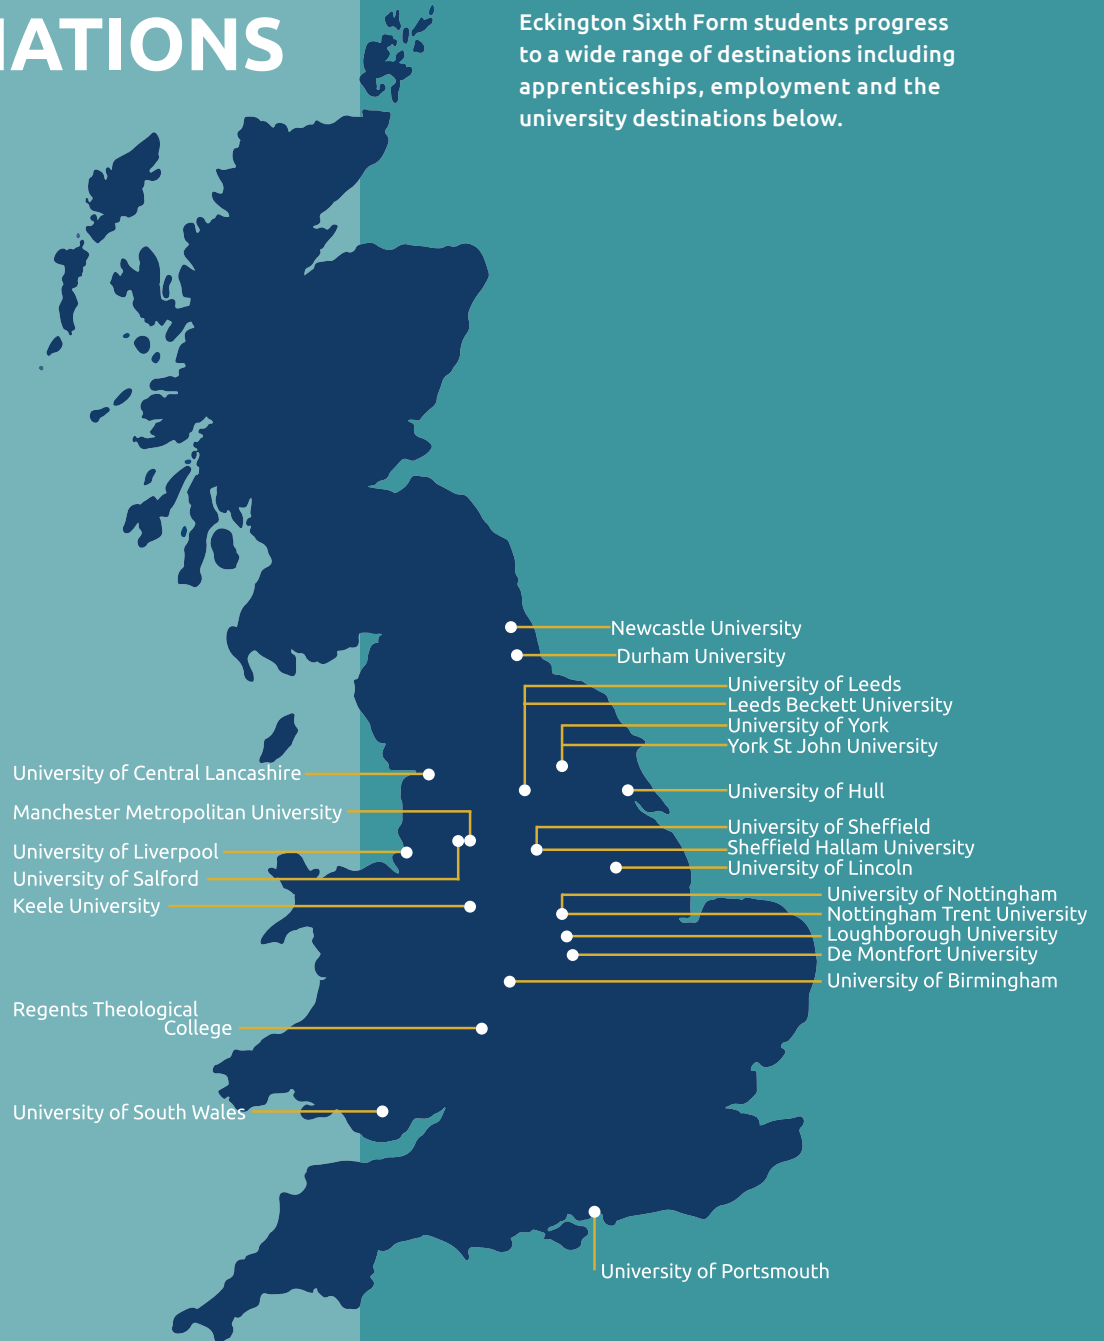 NATIONS
Eckington Sixth Form students progress
to a wide range of destinations including
apprenticeships, employment and the
university destinations below.
Newcastle University
Durham University
University of Leeds
Leeds Beckett University
University of York
York St John University
University of Central Lancashire
University of Hull
Manchester Metropolitan University
University of Sheffield
Sheffield Hallam University
University of Liverpool
University of Lincoln
University of Salford
University of Nottingham
Keele University
Nottingham Trent University
Loughborough University
De Montfort University
University of Birmingham
Regents Theological
College
University of South Wales
University of Portsmouth